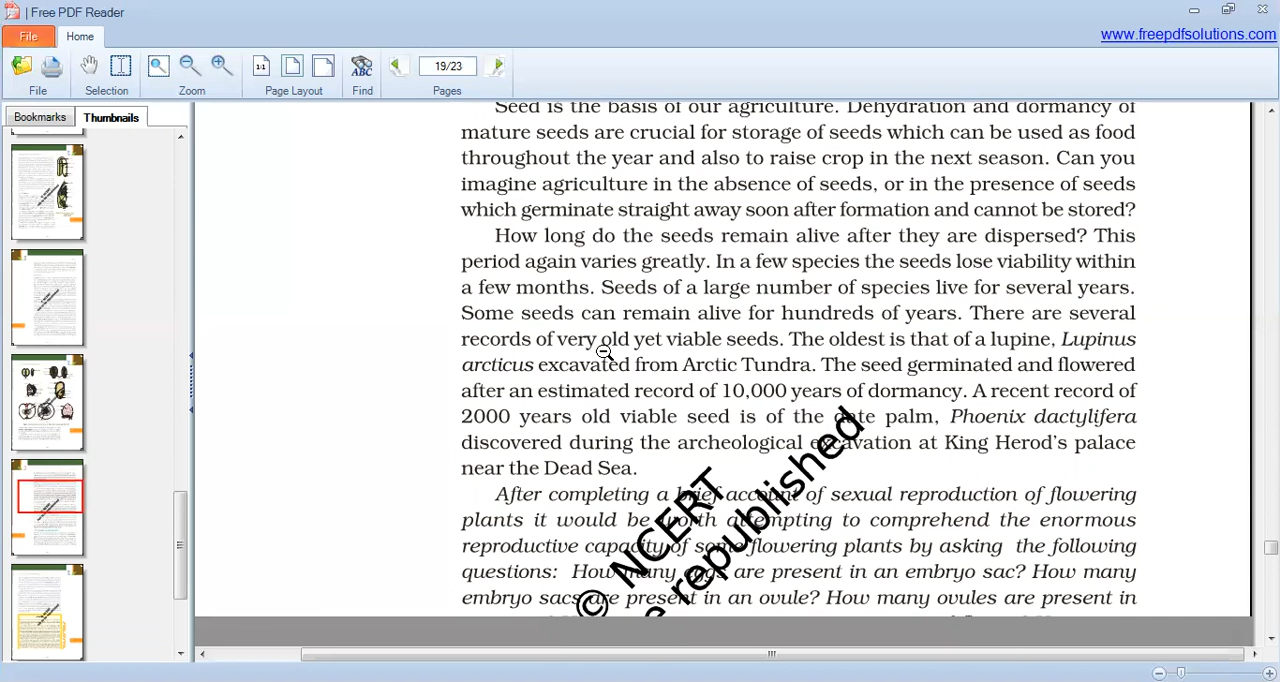 | Free PDF Reader
File
Home
www.freepdfsolutions.com
1:1
ABC
19/23
File
Selection
Zoom
Page Layout
Find
Pages
Bookmarks
Thumbnails
Seed is the basis of our agriculture. Dehydration and dormancy of
mature seeds are crucial for storage of seeds which can be used as food
throughout the year and also to raise crop in the next season. Can you
imagine agriculture in the absence of seeds, or in the presence of seeds
which germinate straight away soon after formation and cannot be stored?
How long do the seeds remain alive after they are dispersed? This
period again varies greatly. In a few species the seeds lose viability within
a few months. Seeds of a large number of species live for several years.
Some seeds can remain alive for hundreds of years. There are several
records of very old yet viable seeds. The oldest is that of a lupine, Lupinus
arcticus excavated from Arctic Tundra. The seed germinated and flowered
after an estimated record of 10,000 years of dormancy. A recent record of
2000 years old viable seed is of the date palm, Phoenix dactylifera
discovered during the archeological excavation at King Herod's palace
near the Dead Sea.
After completing a brief account of sexual reproduction of flowering
plants it would be worth attempting to comprehend the enormous
reproductive capacity of some flowering plants by asking the following
questions: How many eggs are present in an embryo sac? How many
embryo sacs are present in an ovule? How many ovules are present in
© NCERT
be republished